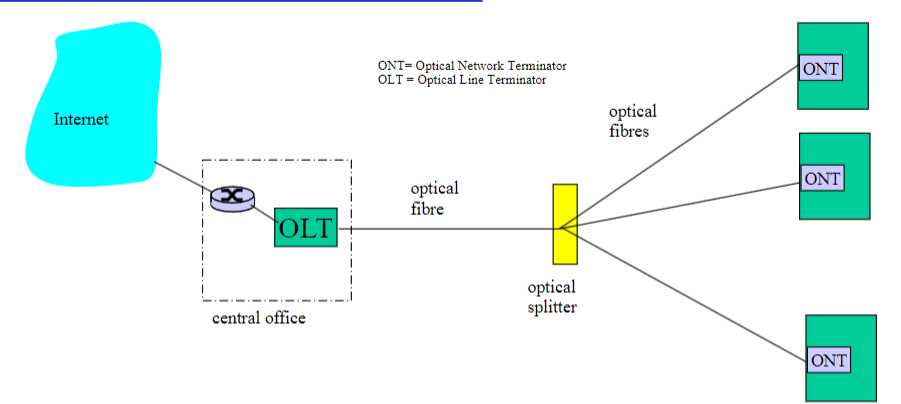 ONT= Optical Network Terminator
OLT = Optical Line Terminator
ONT
optical
fibres
Internet
ONT
optical
fibre
OLT
optical
splitter
central office
ONT